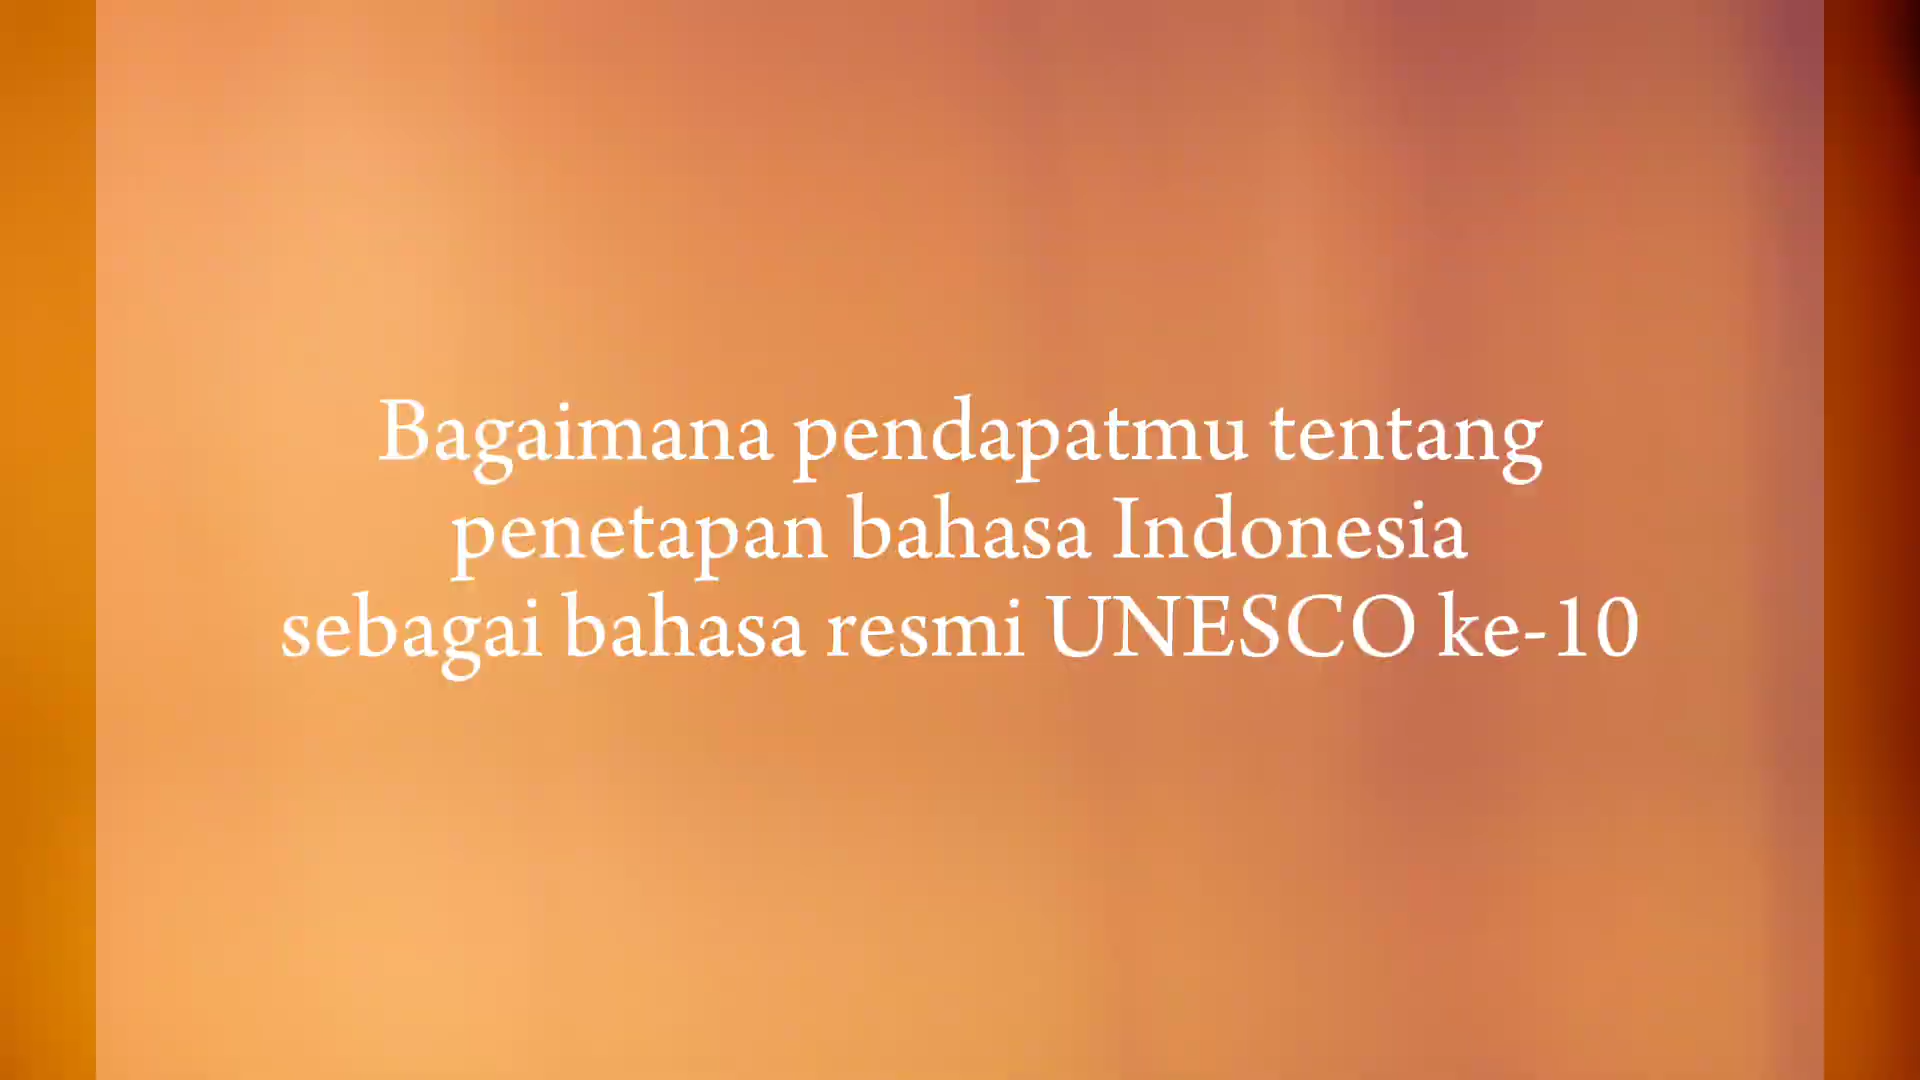 Bagaimana pendapatmu tentang
penetapan bahasa Indonesia
sebagai bahasa resmi UNESCO ke-10